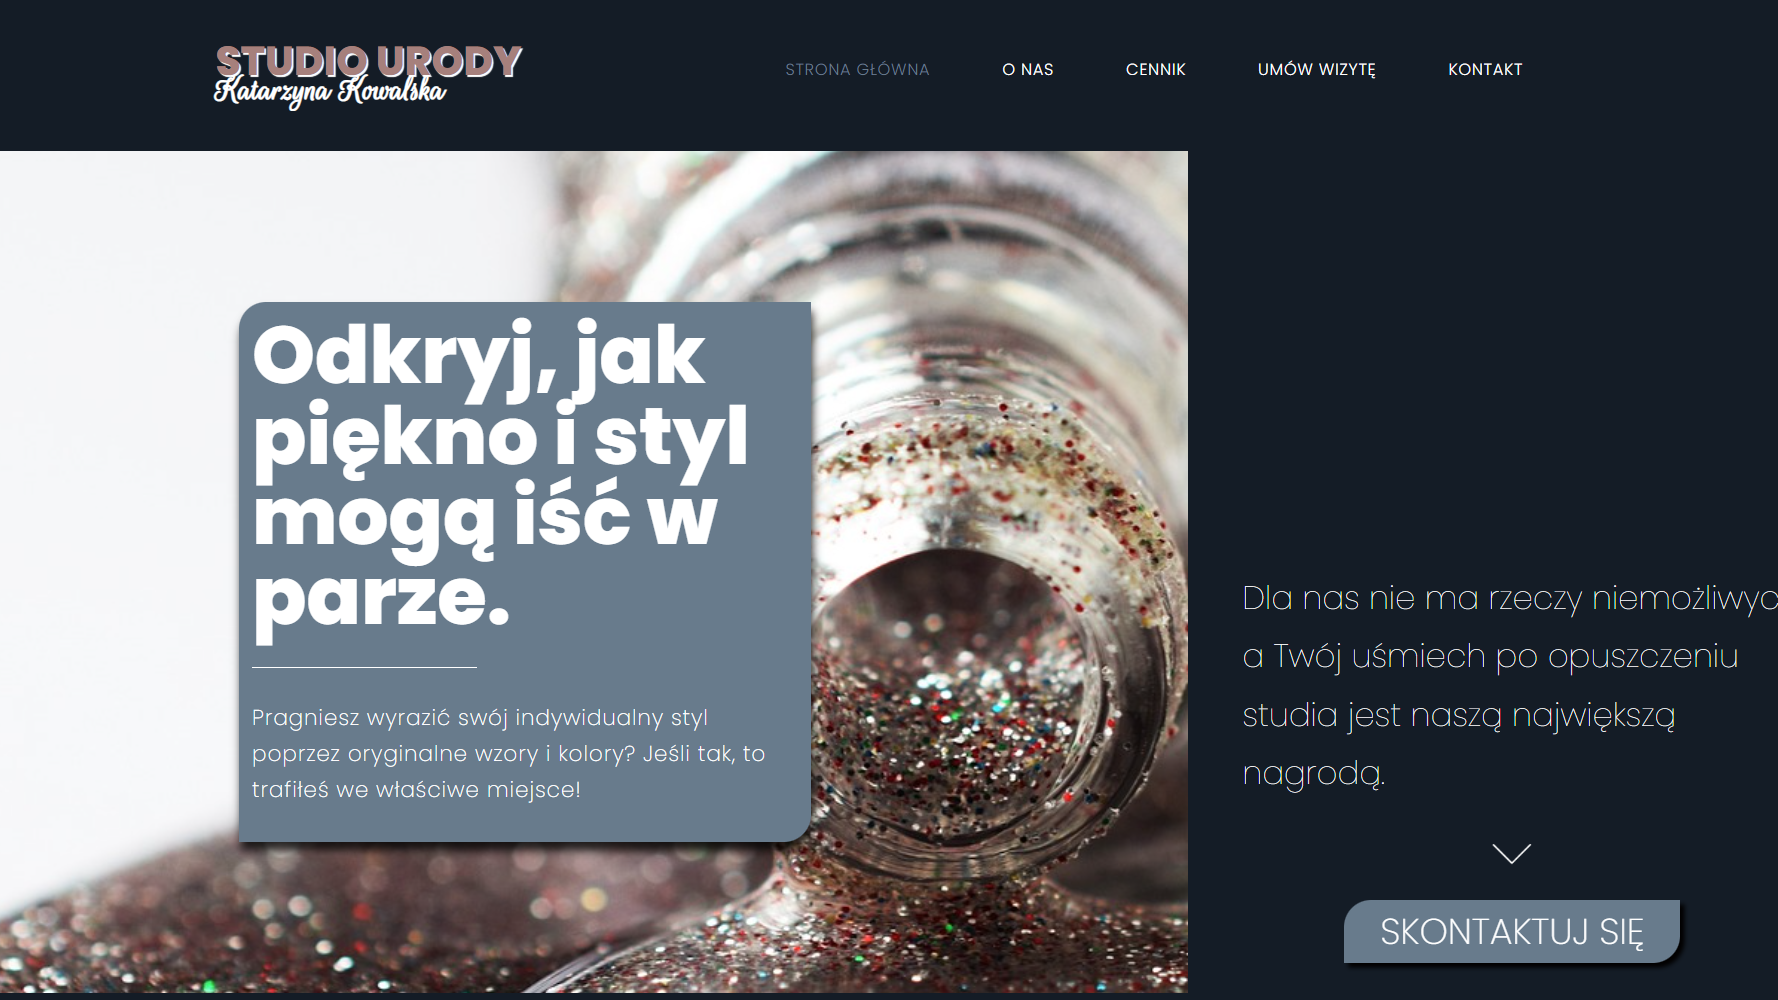 STUDIO URODY
Katarzyna Kowalska
STRONA GŁÓWNA
O NAS
CENNIK
UMÓW WIZYTĘ
KONTAKT
Odkryj, jak
piękno i styl
mogą iść w
parze.
Pragniesz wyrazić swój indywidualny styl
poprzez oryginalne wzory i kolory? Jeśli tak, to
trafiłeś we właściwe miejsce!
Dla nas nie ma rzeczy
a Twój uśmiech po opuszczeniu
studia jest naszą największą
nagrodą.
SKONTAKTUJ SIĘ